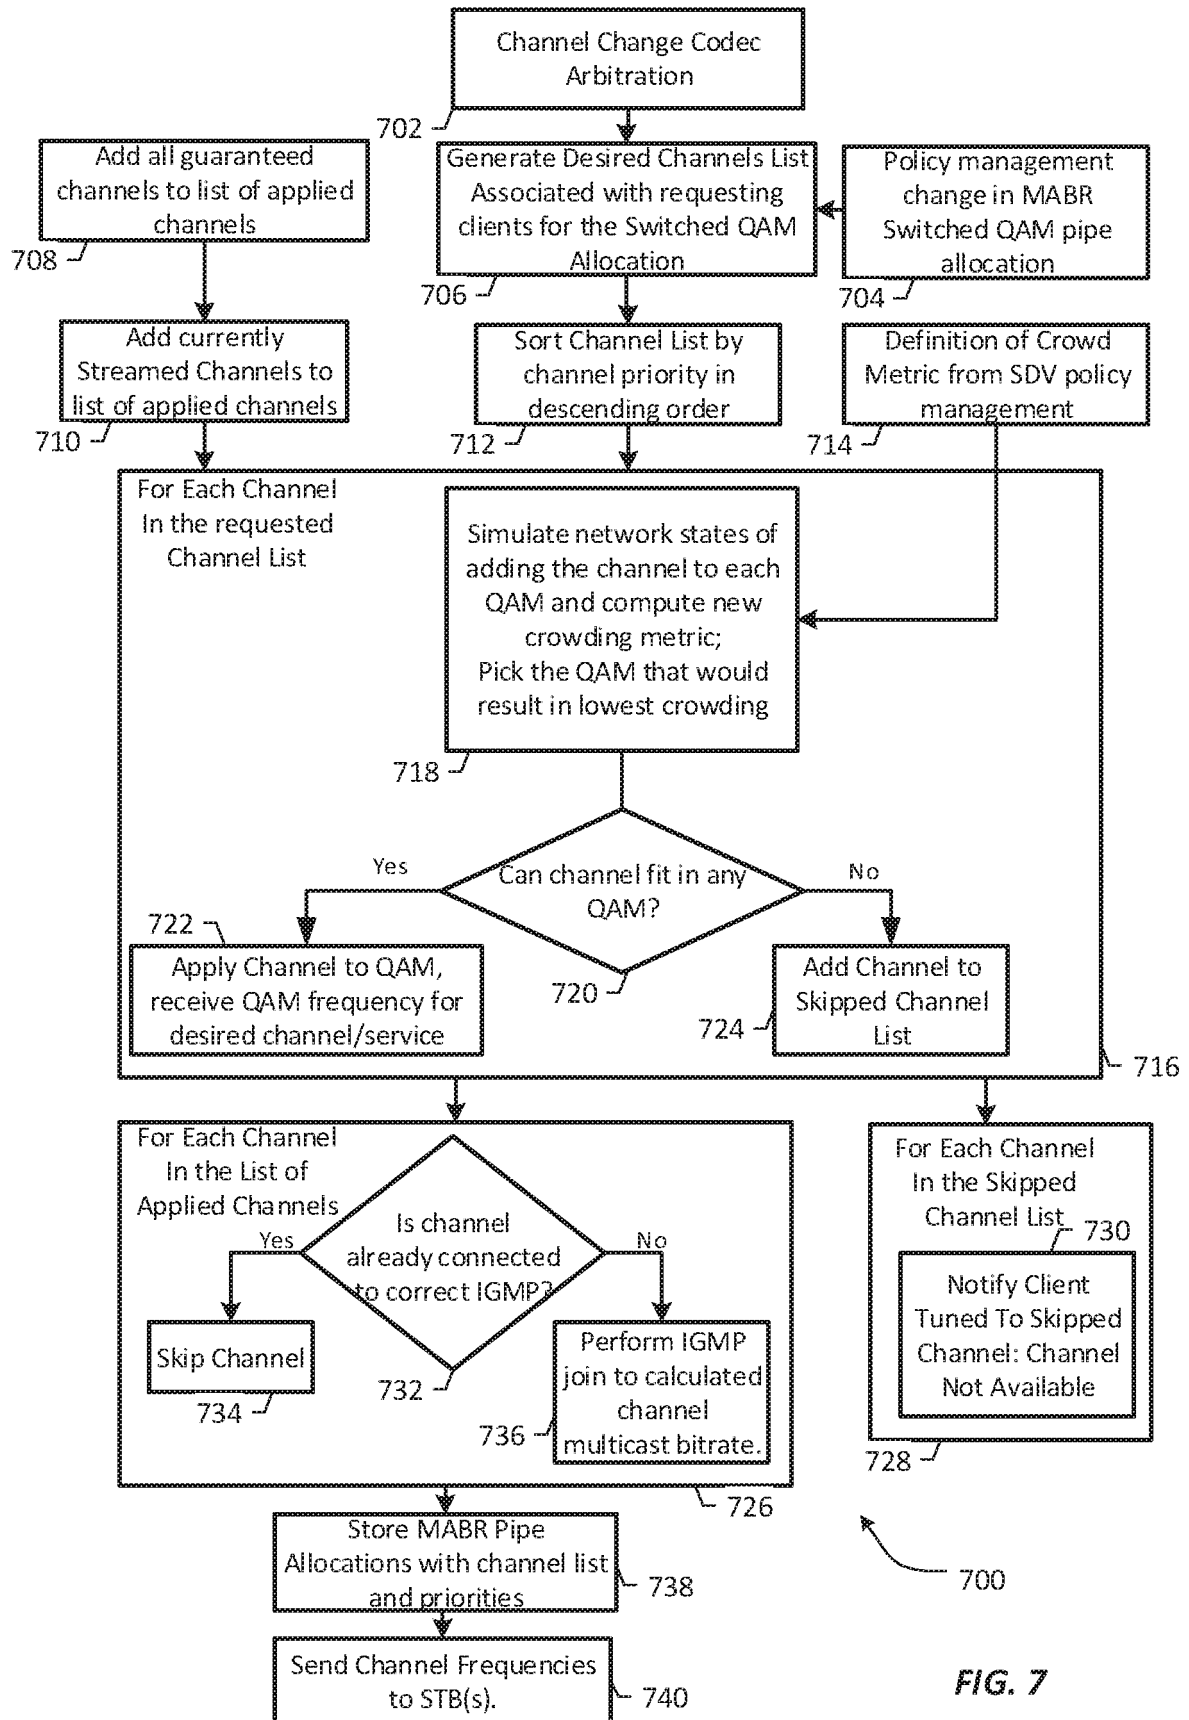 Channel Change Codec
Arbitration
702
Add all guaranteed
channels to list of applied
channels
708
Generate Desired Channels List
Associated with requesting
clients for the Switched QAM
Allocation
706
Policy management
change in MABR
Switched QAM pipe
allocation
704
Add currently
Streamed Channels to
list of applied channels
710
Sort Channel List by
channel priority in
descending order
712
Definition of Crowd
Metric from SDV policy
management
714
For Each Channel
In the requested
Channel List
Simulate network states of
adding the channel to each
QAM and compute new
crowding metric;
Pick the QAM that would
result in lowest crowding
718
Yes
Can channel fit in any
QAM?
No
720
722
Apply Channel to QAM,
receive QAM frequency for
desired channel/service
Add Channel to
Skipped Channel
List
724
716
For Each Channel
In the List of
Applied Channels
Yes
Is channel
already connected
to correct IGMP?
No
732
Skip Channel
734
Perform IGMP
join to calculated
channel
multicast bitrate.
736
726
For Each Channel
In the Skipped
Channel List
730
Notify Client
Tuned To Skipped
Channel: Channel
Not Available
728
Store MABR Pipe
Allocations with channel list
and priorities
738
700
Send Channel Frequencies
to STB(s).
740
FIG. 7